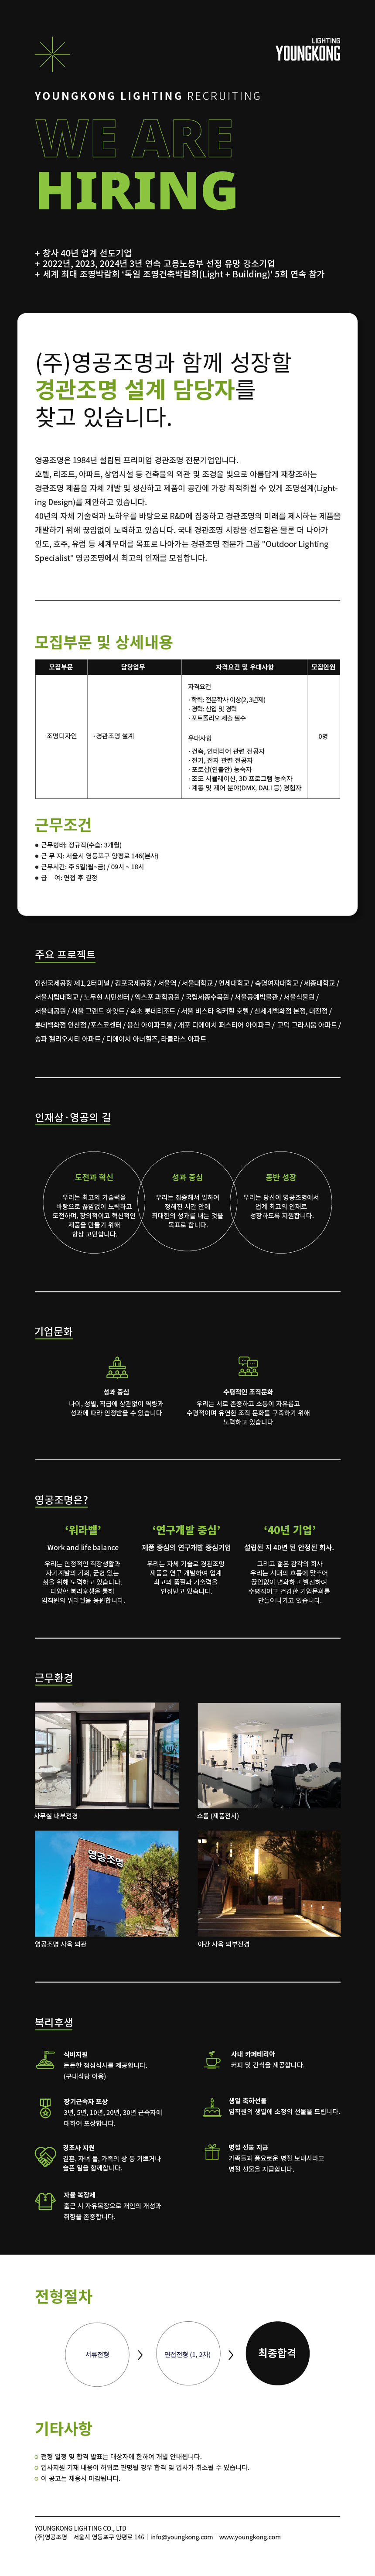 LIGHTING
YOUNGKONG
YOUNGKONG LIGHTING RECRUITING
WE ARE
HIRING
+ 창사 40년 업계 선도기업
+ 2022년, 2023, 2024년 3년 연속 고용노동부 선정 유망 강소기업
+ 세계 최대 조명박람회 '독일 조명건축박람회(Light + Building)' 5회 연속 참가
(주)영공조명과 함께 성장할
경관조명 설계 담당자를
찾고 있습니다.
영공조명은 1984년 설립된 프리미엄 경관조명 전문기업입니다.
호텔, 리조트, 아파트, 상업시설 등 건축물의 외관 및 조경을 빛으로 아름답게 재창조하는
경관조명 제품을 자체 개발 및 생산하고 제품이 공간에 가장 최적화될 수 있게 조명설계(Light-
ing Design)를 제안하고 있습니다.
40년의 자체 기술력과 노하우를 바탕으로 R&D에 집중하고 경관조명의 미래를 제시하는 제품을
개발하기 위해 끊임없이 노력하고 있습니다. 국내 경관조명 시장을 선도함은 물론 더 나아가
인도, 호주, 유럽 등 세계무대를 목표로 나아가는 경관조명 전문가 그룹 "Outdoor Lighting
Specialist" 영공조명에서 최고의 인재를 모집합니다.
모집부문 및 상세내용
모집부문 담당업무 자격요건 및 우대사항 모집인원
자격요건
·학력: 전문학사 이상(2, 3년제)
·경력: 신입 및 경력
·포트폴리오 제출 필수
조명디자인 ·경관조명 설계 0명
우대사항
·건축, 인테리어 관련 전공자
·전기, 전자 관련 전공자
·포토샵(연출안) 능숙자
·조도 시뮬레이션, 3D 프로그램 능숙자
·계통 및 제어 분야(DMX, DALI 등) 경험자
근무조건
● 근무형태: 정규직(수습: 3개월)
● 근 무 지: 서울시 영등포구 양평로 146(본사)
● 근무시간: 주 5일(월~금) / 09시 ~ 18시
● 급 여: 면접 후 결정
주요 프로젝트
인천국제공항 제1, 2터미널 / 김포국제공항 / 서울역 / 서울대학교 / 연세대학교 / 숙명여자대학교 / 세종대학교 /
서울시립대학교 / 노무현 시민센터 / 엑스포 과학공원 / 국립세종수목원 / 서울공예박물관 / 서울식물원 /
서울대공원 / 서울 그랜드 하얏트 / 속초 롯데리조트 / 서울 비스타 워커힐 호텔 / 신세계백화점 본점, 대전점 /
롯데백화점 안산점 / 포스코센터 / 용산 아이파크몰 / 개포 디에이치 퍼스티어 아이파크 / 고덕 그라시움 아파트 /
송파 헬리오시티 아파트 / 디에이치 아너힐즈, 라클라스 아파트
인재상·영공의 길
도전과 혁신
우리는 최고의 기술력을
바탕으로 끊임없이 노력하고
도전하며, 창의적이고 혁신적인
제품을 만들기 위해
항상 고민합니다.
성과 중심
우리는 집중해서 일하여
정해진 시간 안에
최대한의 성과를 내는 것을
목표로 합니다.
동반 성장
우리는 당신이 영공조명에서
업계 최고의 인재로
성장하도록 지원합니다.
기업문화
성과 중심
나이, 성별, 직급에 상관없이 역량과
성과에 따라 인정받을 수 있습니다
수평적인 조직문화
우리는 서로 존중하고 소통이 자유롭고
수평적이며 유연한 조직 문화를 구축하기 위해
노력하고 있습니다
영공조명은?
'워라벨'
Work and life balance
우리는 안정적인 직장생활과
자기계발의 기회, 균형 있는
삶을 위해 노력하고 있습니다.
다양한 복리후생을 통해
임직원의 워라벨을 응원합니다.
'연구개발 중심'
제품 중심의 연구개발 중심기업
우리는 자체 기술로 경관조명
제품을 연구 개발하여 업계
최고의 품질과 기술력을
인정받고 있습니다.
'40년 기업'
설립된 지 40년 된 안정된 회사.
그리고 젊은 감각의 회사
우리는 시대의 흐름에 맞추어
끊임없이 변화하고 발전하여
수평적이고 건강한 기업문화를
만들어나가고 있습니다.
근무환경
사무실 내부전경
쇼룸 (제품전시)
영공조명
영공조명 사옥 외관
야간 사옥 외부전경
복리후생
식비지원
든든한 점심식사를 제공합니다.
(구내식당 이용)
사내 카페테리아
커피 및 간식을 제공합니다.
장기근속자 포상
3년, 5년, 10년, 20년, 30년 근속자에
대하여 포상합니다.
생일 축하선물
임직원의 생일에 소정의 선물을 드립니다.
경조사 지원
결혼, 자녀 돌, 가족의 상 등 기쁘거나
슬픈 일을 함께합니다.
명절 선물 지급
가족들과 풍요로운 명절 보내시라고
명절 선물을 지급합니다.
자율 복장제
출근 시 자유복장으로 개인의 개성과
취향을 존중합니다.
전형절차
서류전형 > 면접전형 (1, 2차) > 최종합격
기타사항
○ 전형 일정 및 합격 발표는 대상자에 한하여 개별 안내됩니다.
○ 입사지원 기재 내용이 허위로 판명될 경우 합격 및 입사가 취소될 수 있습니다.
○ 이 공고는 채용시 마감됩니다.
YOUNGKONG LIGHTING CO., LTD
(주)영공조명 | 서울시 영등포구 양평로 146 | info@youngkong.com | www.youngkong.com